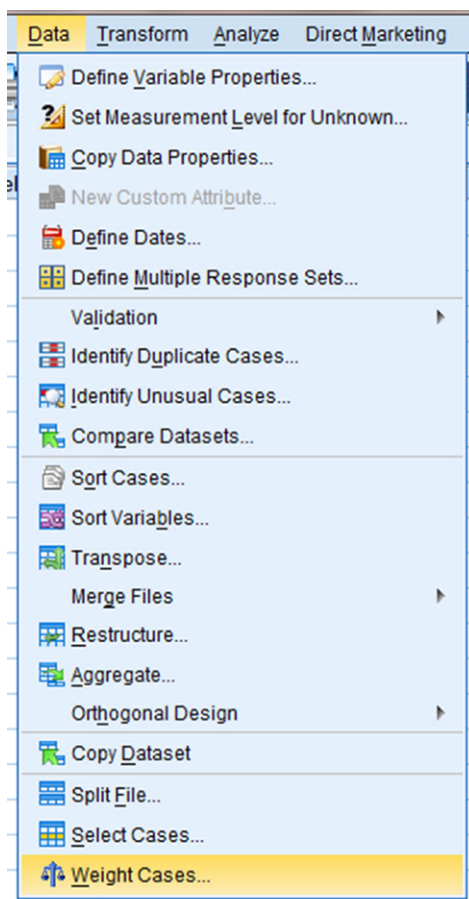 Data Transform Analyze Direct Marketing
Define Variable Properties...
Set Measurement Level for Unknown...
Copy Data Properties...
New Custom Attribute...
Define Dates...
Define Multiple Response Sets...
Validation
Identify Duplicate Cases...
Identify Unusual Cases...
Compare Datasets...
Sort Cases...
Sort Variables...
Transpose...
Merge Files
Restructure...
Aggregate...
Orthogonal Design
Copy Dataset
Split File...
Select Cases...
Weight Cases...